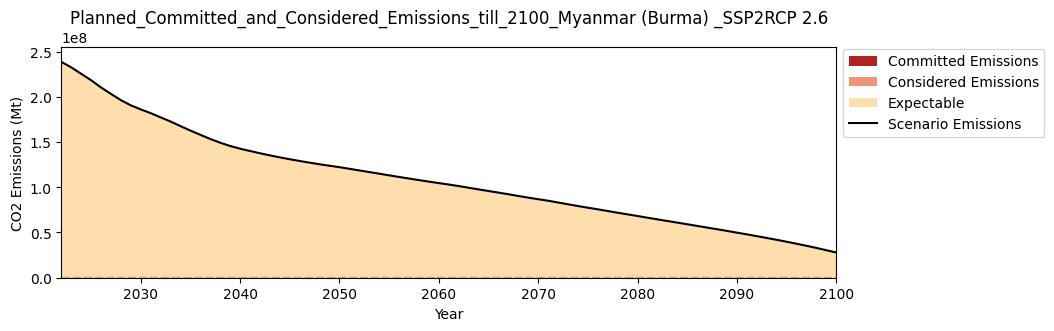 Planned_Committed_and_Considered_Emissions_till_2100_Myanmar (Burma) _SSP2RCP 2.6
1e8
2.5
2.0
1.5
1.0
0.5
0.0
CO2 Emissions (Mt)
2030 2040 2050 2060 2070 2080 2090 2100
Year
Committed Emissions
Considered Emissions
Expectable
Scenario Emissions